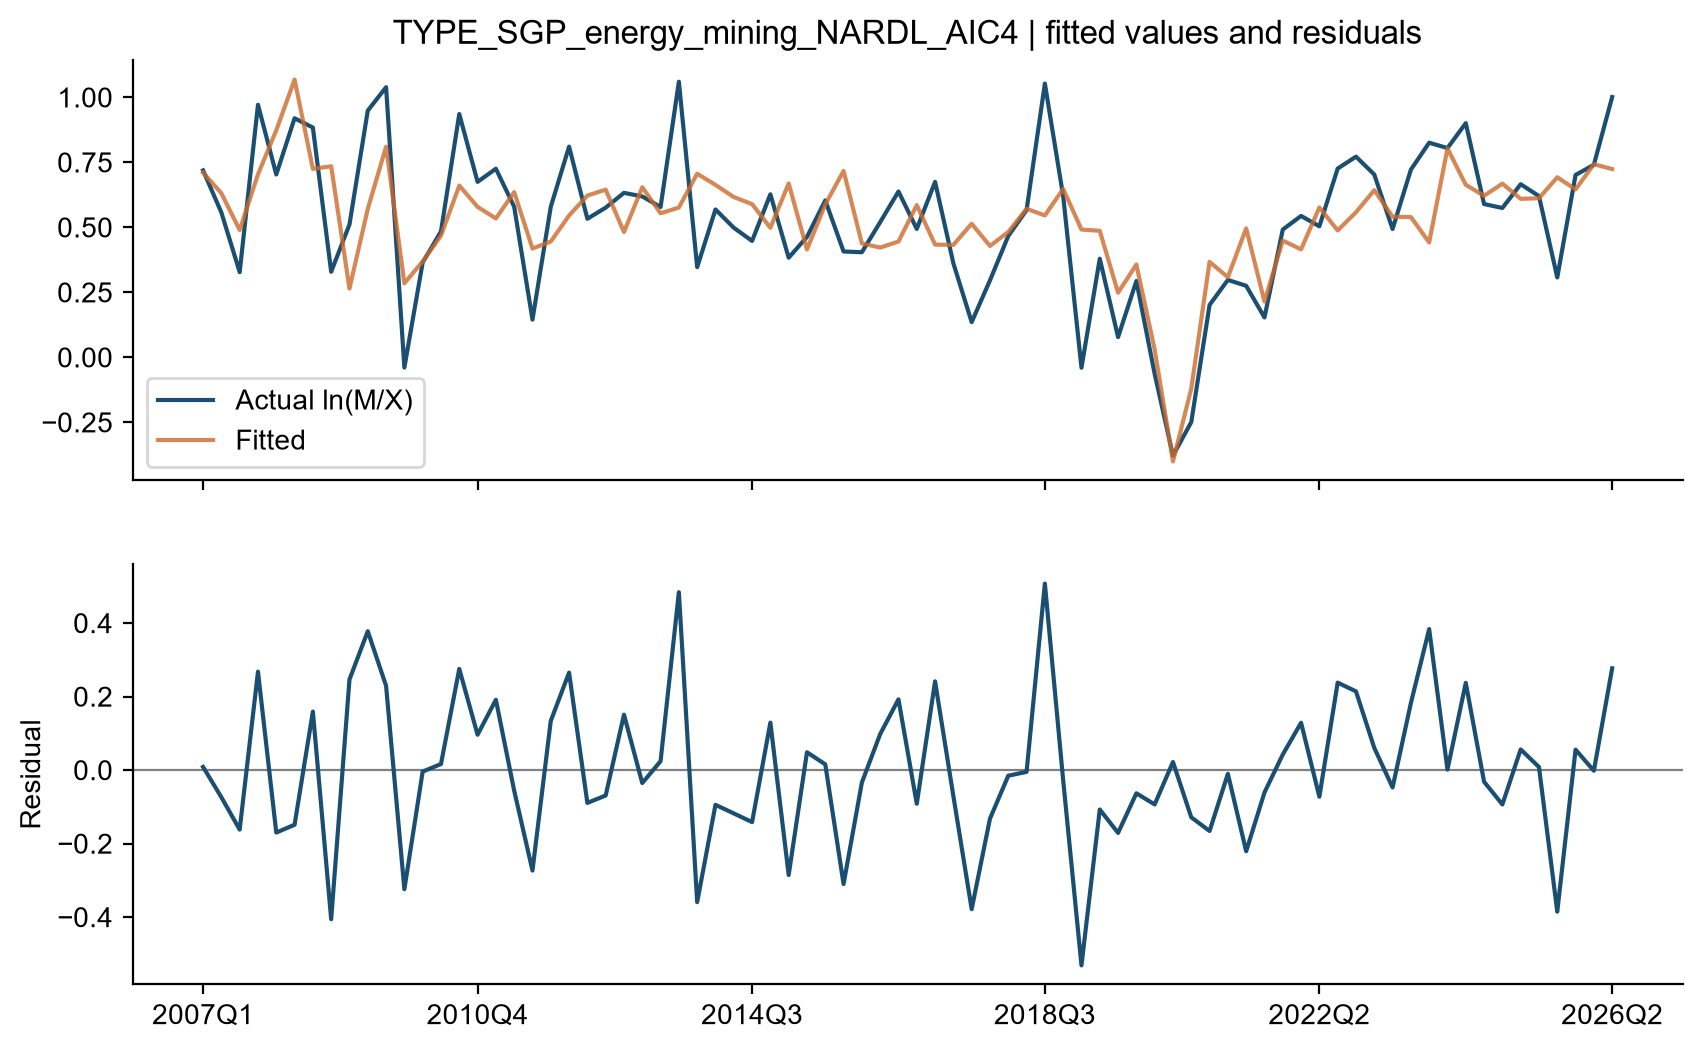 TYPE_SGP_energy_mining_NARDL_AIC4 | fitted values and residuals
1.00
0.75
0.50
0.25
0.00
−0.25
Actual ln(M/X)
Fitted
Residual
0.4
0.2
0.0
−0.2
−0.4
2007Q1 2010Q4 2014Q3 2018Q3 2022Q2 2026Q2